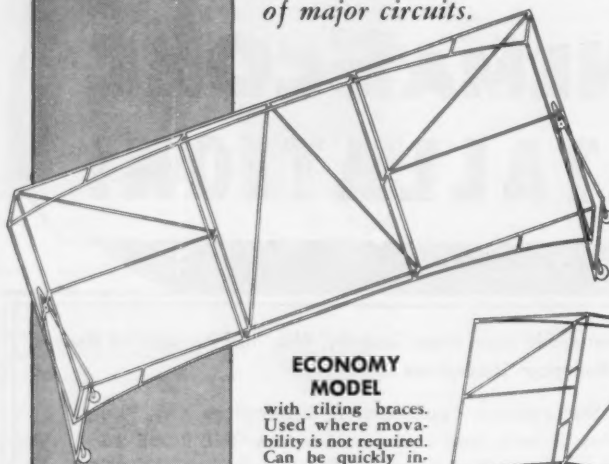 of major circuits.
ECONOMY
MODEL
with tilting braces.
Used where mova-
bility is not required.
Can be quickly in-